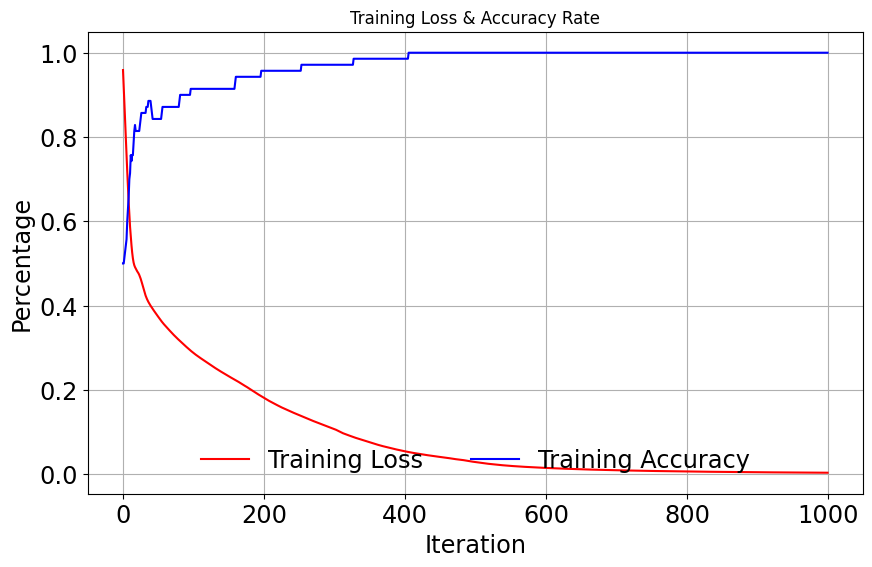 Training Loss & Accuracy Rate
Percentage
1.0
0.8
0.6
0.4
0.2
0.0
Training Loss
Training Accuracy
0 200 400 600 800 1000
Iteration